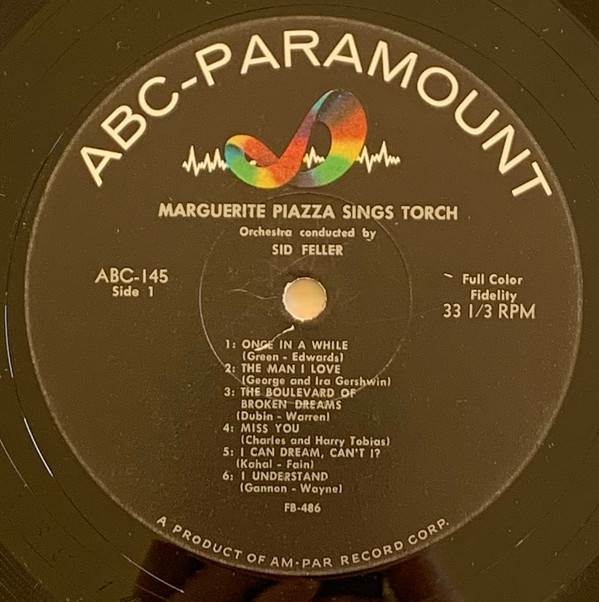 ABC-PARAMOUNT
MARGUERITE PIAZZA SINGS TORCH
Orchestra conducted by
SID FELLER
ABC-145
Side 1
Full Color
Fidelity
33 1/3 RPM
1: ONCE IN A WHILE
(Green - Edwards)
2: THE MAN I LOVE
(George and Ira Gershwin)
3: THE BOULEVARD OF
BROKEN DREAMS
(Dubin - Warren)
4: MISS YOU
(Charles and Harry Tobias)
5: I CAN DREAM, CAN'T I?
(Kahal - Fain)
6: I UNDERSTAND
(Gannon - Wayne)
FB-486
A PRODUCT OF AM-PAR RECORD CORP.